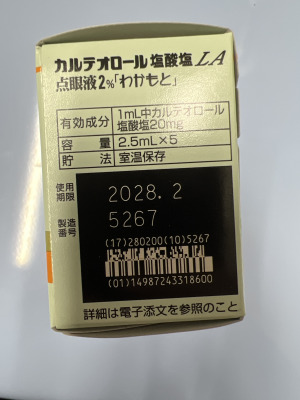 カルテオロール塩酸塩LA
点眼液2%「わかもと」
有効成分 1mL中カルテオロール塩酸塩20mg
容量 2.5mL×5
貯法 室温保存
使用期限 2028.2
製造番号 5267
(17)280200(10)5267
(01)14987243318600
詳細は電子添文を参照のこと